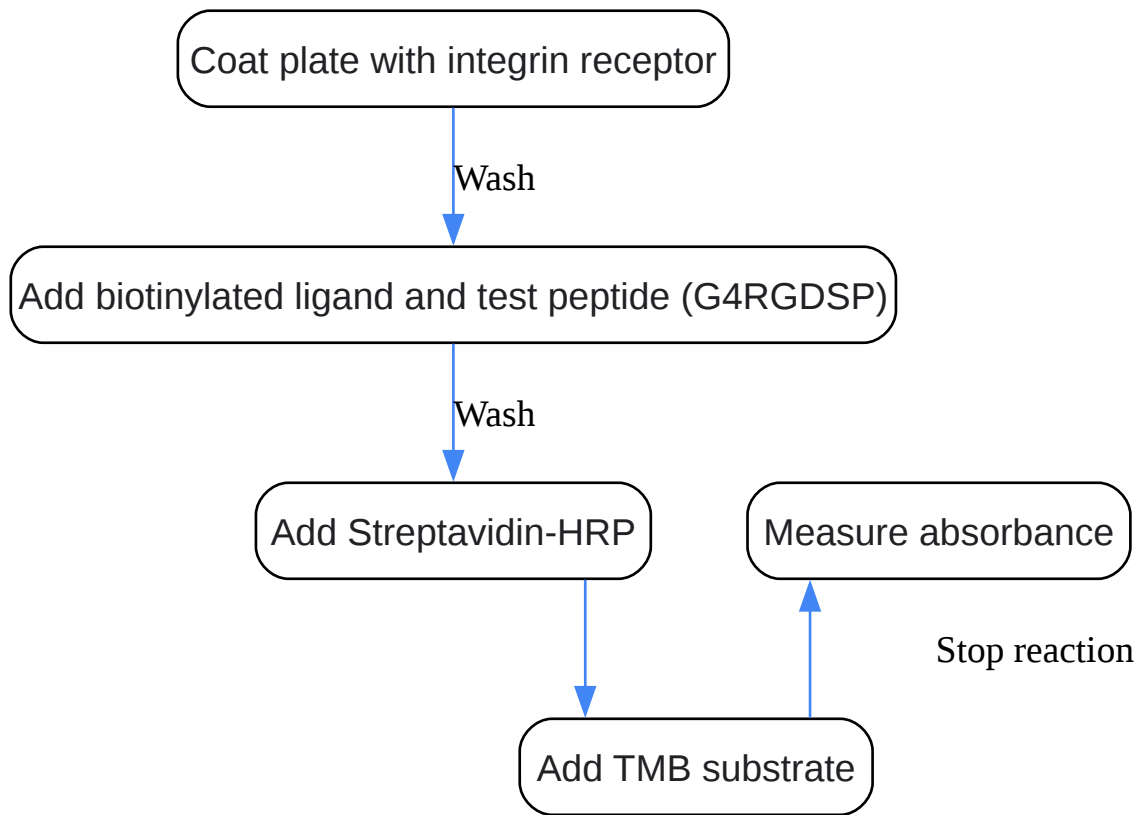 Coat plate with integrin receptor
Wash
Add biotinylated ligand and test peptide (G4RGDSP)
Wash
Add Streptavidin-HRP
Measure absorbance
Stop reaction
Add TMB substrate